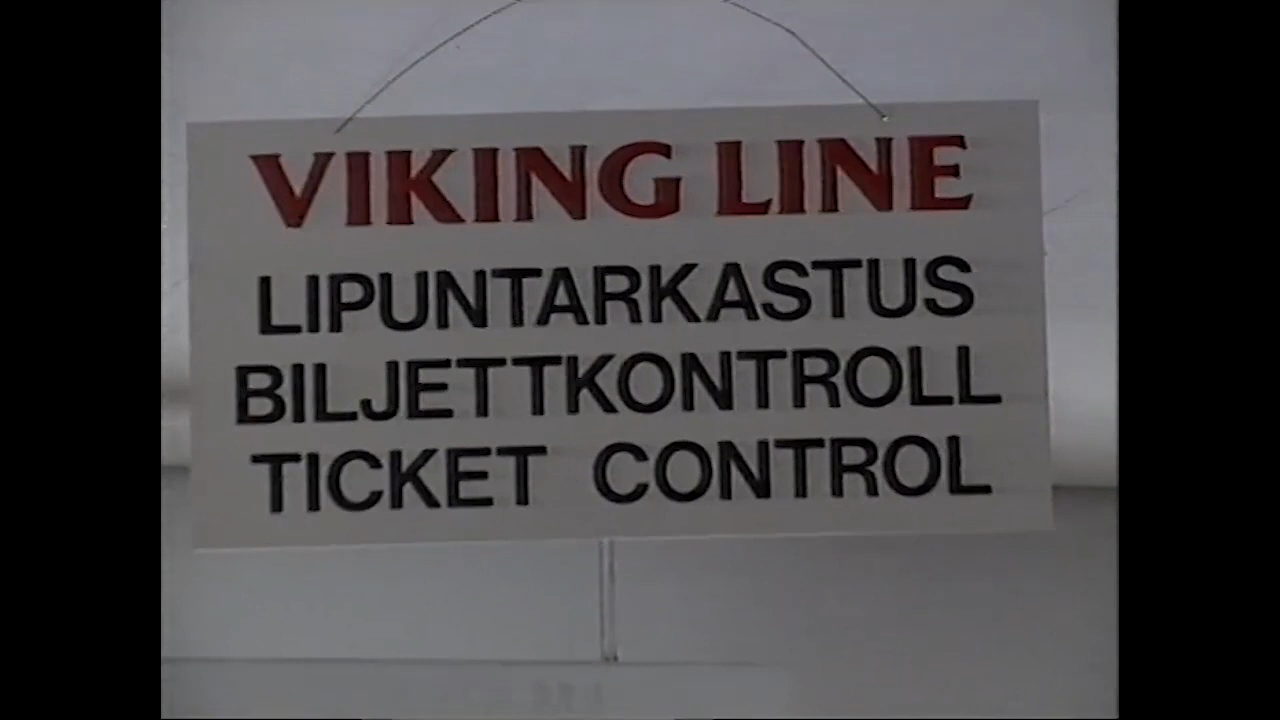 VIKING LINE
LIPUNTARKASTUS
BILJETTKONTROLL
TICKET CONTROL